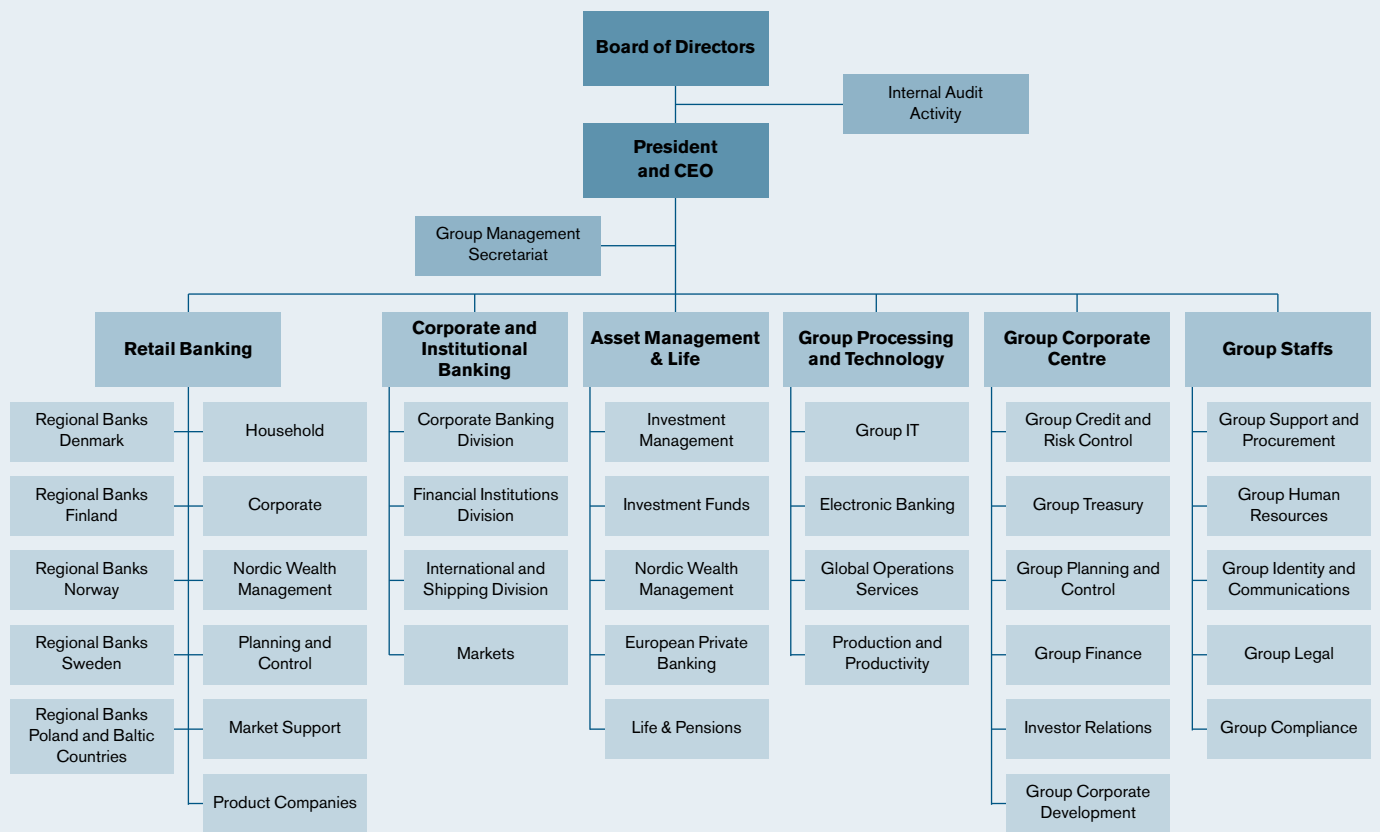 Board of Directors
Internal Audit
Activity
President
and CEO
Group Management
Secretariat
Retail Banking
Corporate and
Institutional
Banking
Asset Management
& Life
Group Processing
and Technology
Group Corporate
Centre
Group Staffs
Regional Banks
Denmark
Household
Regional Banks
Finland
Corporate
Regional Banks
Norway
Nordic Wealth
Management
Regional Banks
Sweden
Planning and
Control
Regional Banks
Poland and Baltic
Countries
Market Support
Product Companies
Corporate Banking
Division
Financial Institutions
Division
International and
Shipping Division
Markets
Investment
Management
Investment Funds
Nordic Wealth
Management
European Private
Banking
Life & Pensions
Group IT
Electronic Banking
Global Operations
Services
Production and
Productivity
Group Credit and
Risk Control
Group Treasury
Group Planning and
Control
Group Finance
Investor Relations
Group Corporate
Development
Group Support and
Procurement
Group Human
Resources
Group Identity and
Communications
Group Legal
Group Compliance